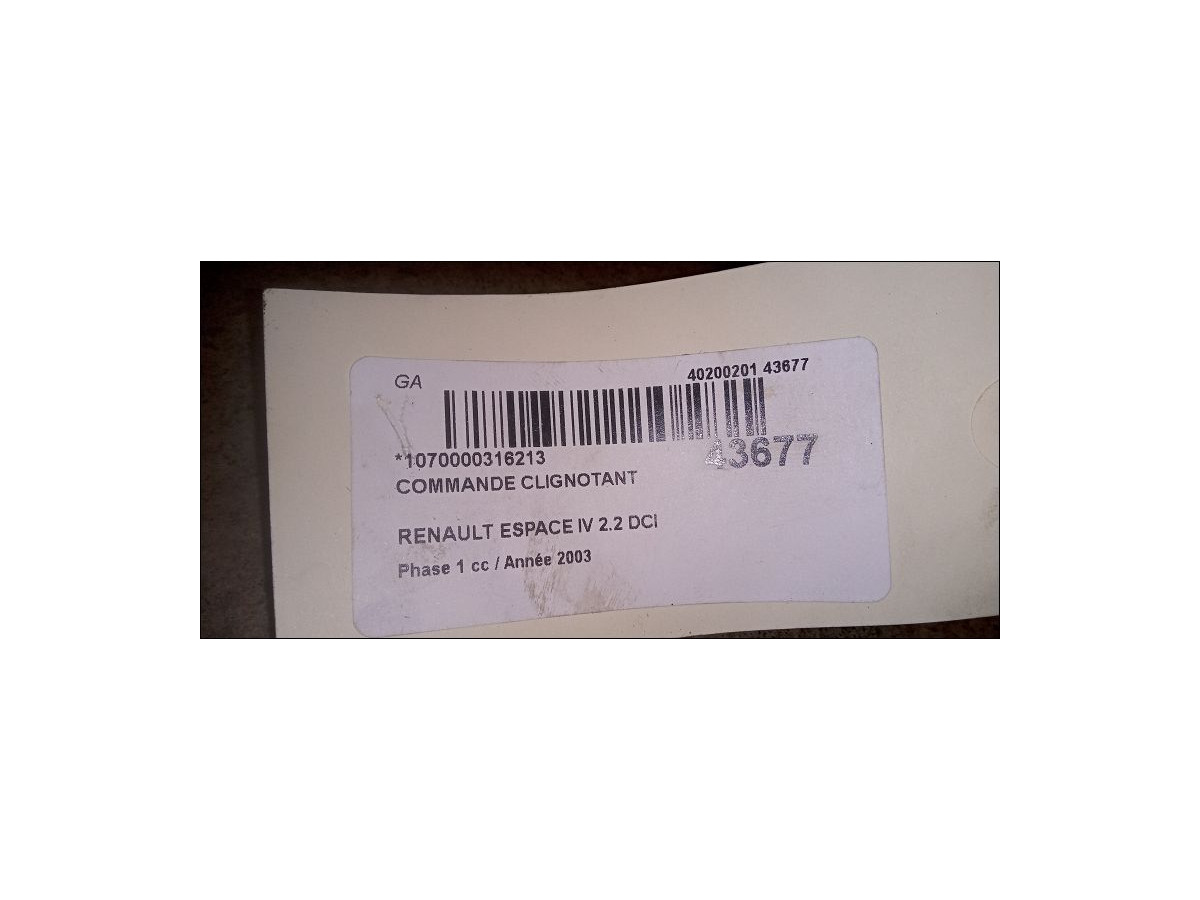 GA
40200201 43677
*1070000316213
43677
COMMANDE CLIGNOTANT
RENAULT ESPACE IV 2.2 DCI
Phase 1 cc / Année 2003